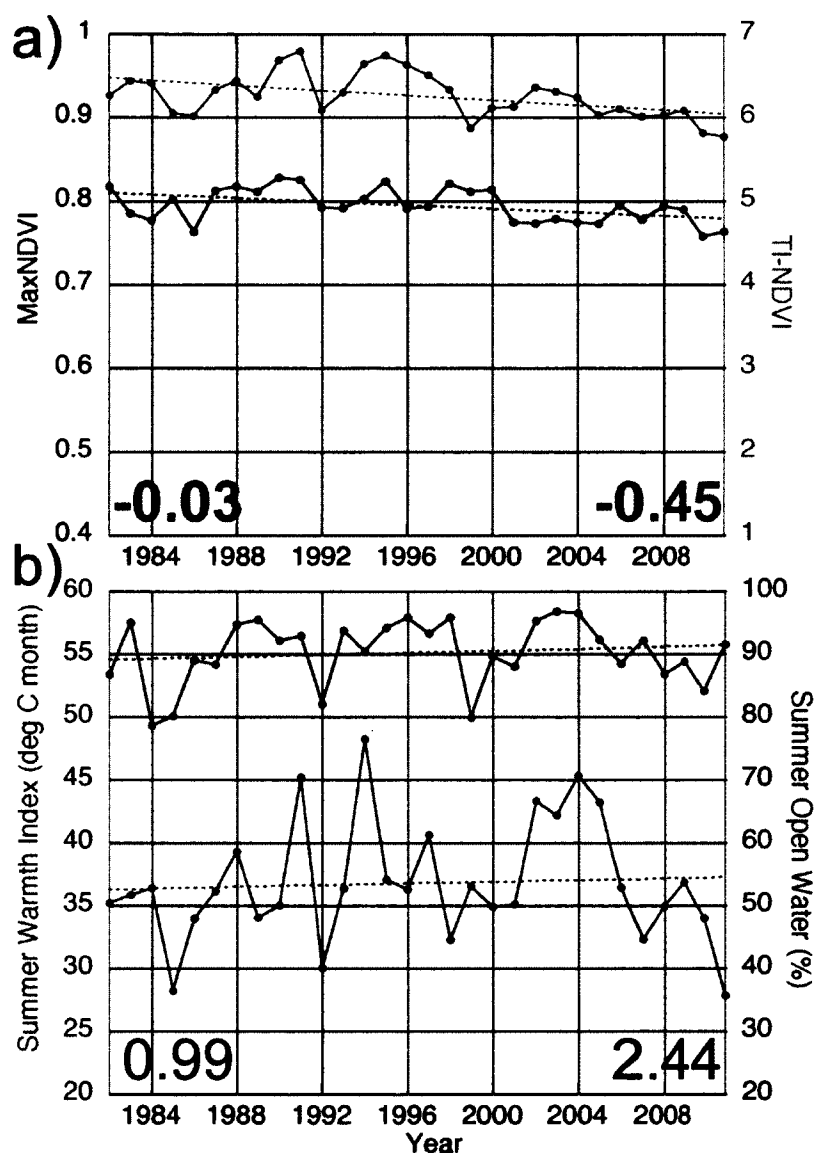 a)
1 7
0.9 6
0.8 5
0.7 4
0.6 3
0.5 2
0.4 1
MaxNDVI
TI-NDVI
-0.03 -0.45
1984 1988 1992 1996 2000 2004 2008
b)
60 100
55 90
50 80
45 70
40 60
35 50
30 40
25 30
20 20
Summer Warmth Index (deg C month)
Summer Open Water (%)
0.99 2.44
1984 1988 1992 1996 2000 2004 2008
Year